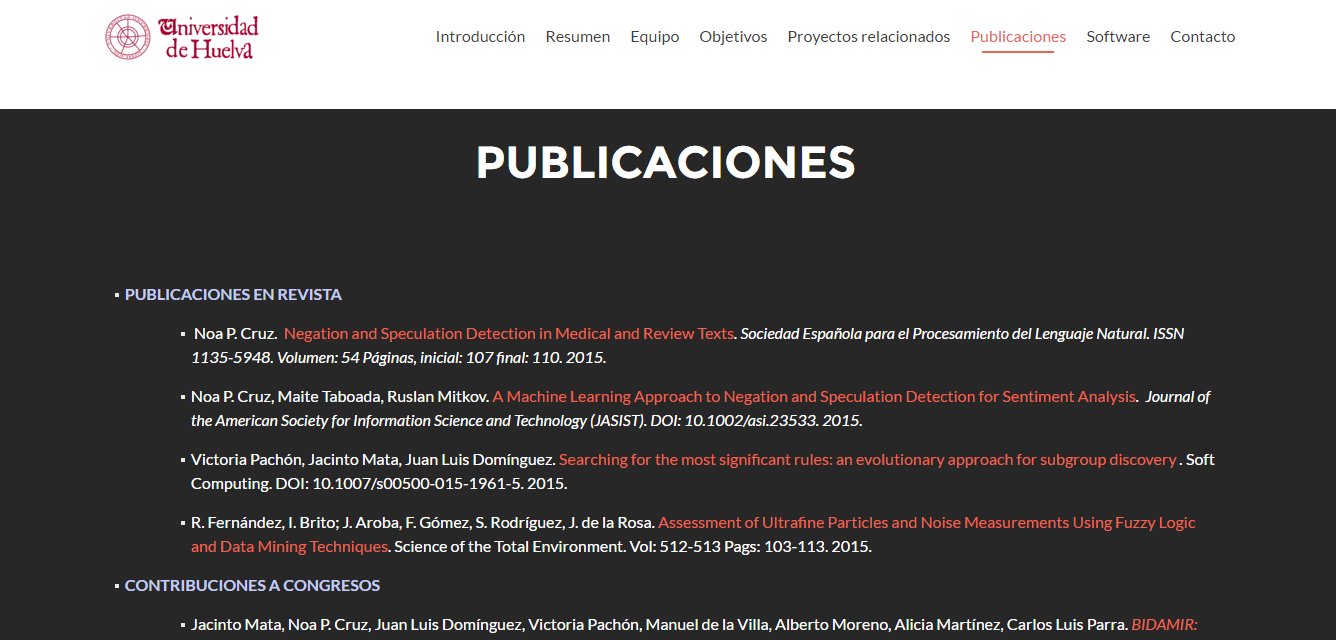 Universidad
de Huelva
Introducción Resumen Equipo Objetivos Proyectos relacionados Publicaciones Software Contacto
PUBLICACIONES
▪ PUBLICACIONES EN REVISTA
▪ Noa P. Cruz. Negation and Speculation Detection in Medical and Review Texts. Sociedad Española para el Procesamiento del Lenguaje Natural. ISSN
1135-5948. Volumen: 54 Páginas, inicial: 107 final: 110. 2015.
▪ Noa P. Cruz, Maite Taboada, Ruslan Mitkov. A Machine Learning Approach to Negation and Speculation Detection for Sentiment Analysis. Journal of
the American Society for Information Science and Technology (JASIST). DOI: 10.1002/asi.23533. 2015.
▪ Victoria Pachón, Jacinto Mata, Juan Luis Domínguez. Searching for the most significant rules: an evolutionary approach for subgroup discovery . Soft
Computing. DOI: 10.1007/s00500-015-1961-5. 2015.
▪ R. Fernández, I. Brito; J. Aroba, F. Gómez, S. Rodríguez, J. de la Rosa. Assessment of Ultrafine Particles and Noise Measurements Using Fuzzy Logic
and Data Mining Techniques. Science of the Total Environment. Vol: 512-513 Pags: 103-113. 2015.
▪ CONTRIBUCIONES A CONGRESOS
▪ Jacinto Mata, Noa P. Cruz, Juan Luis Domínguez, Victoria Pachón, Manuel de la Villa, Alberto Moreno, Alicia Martínez, Carlos Luis Parra. BIDAMIR: